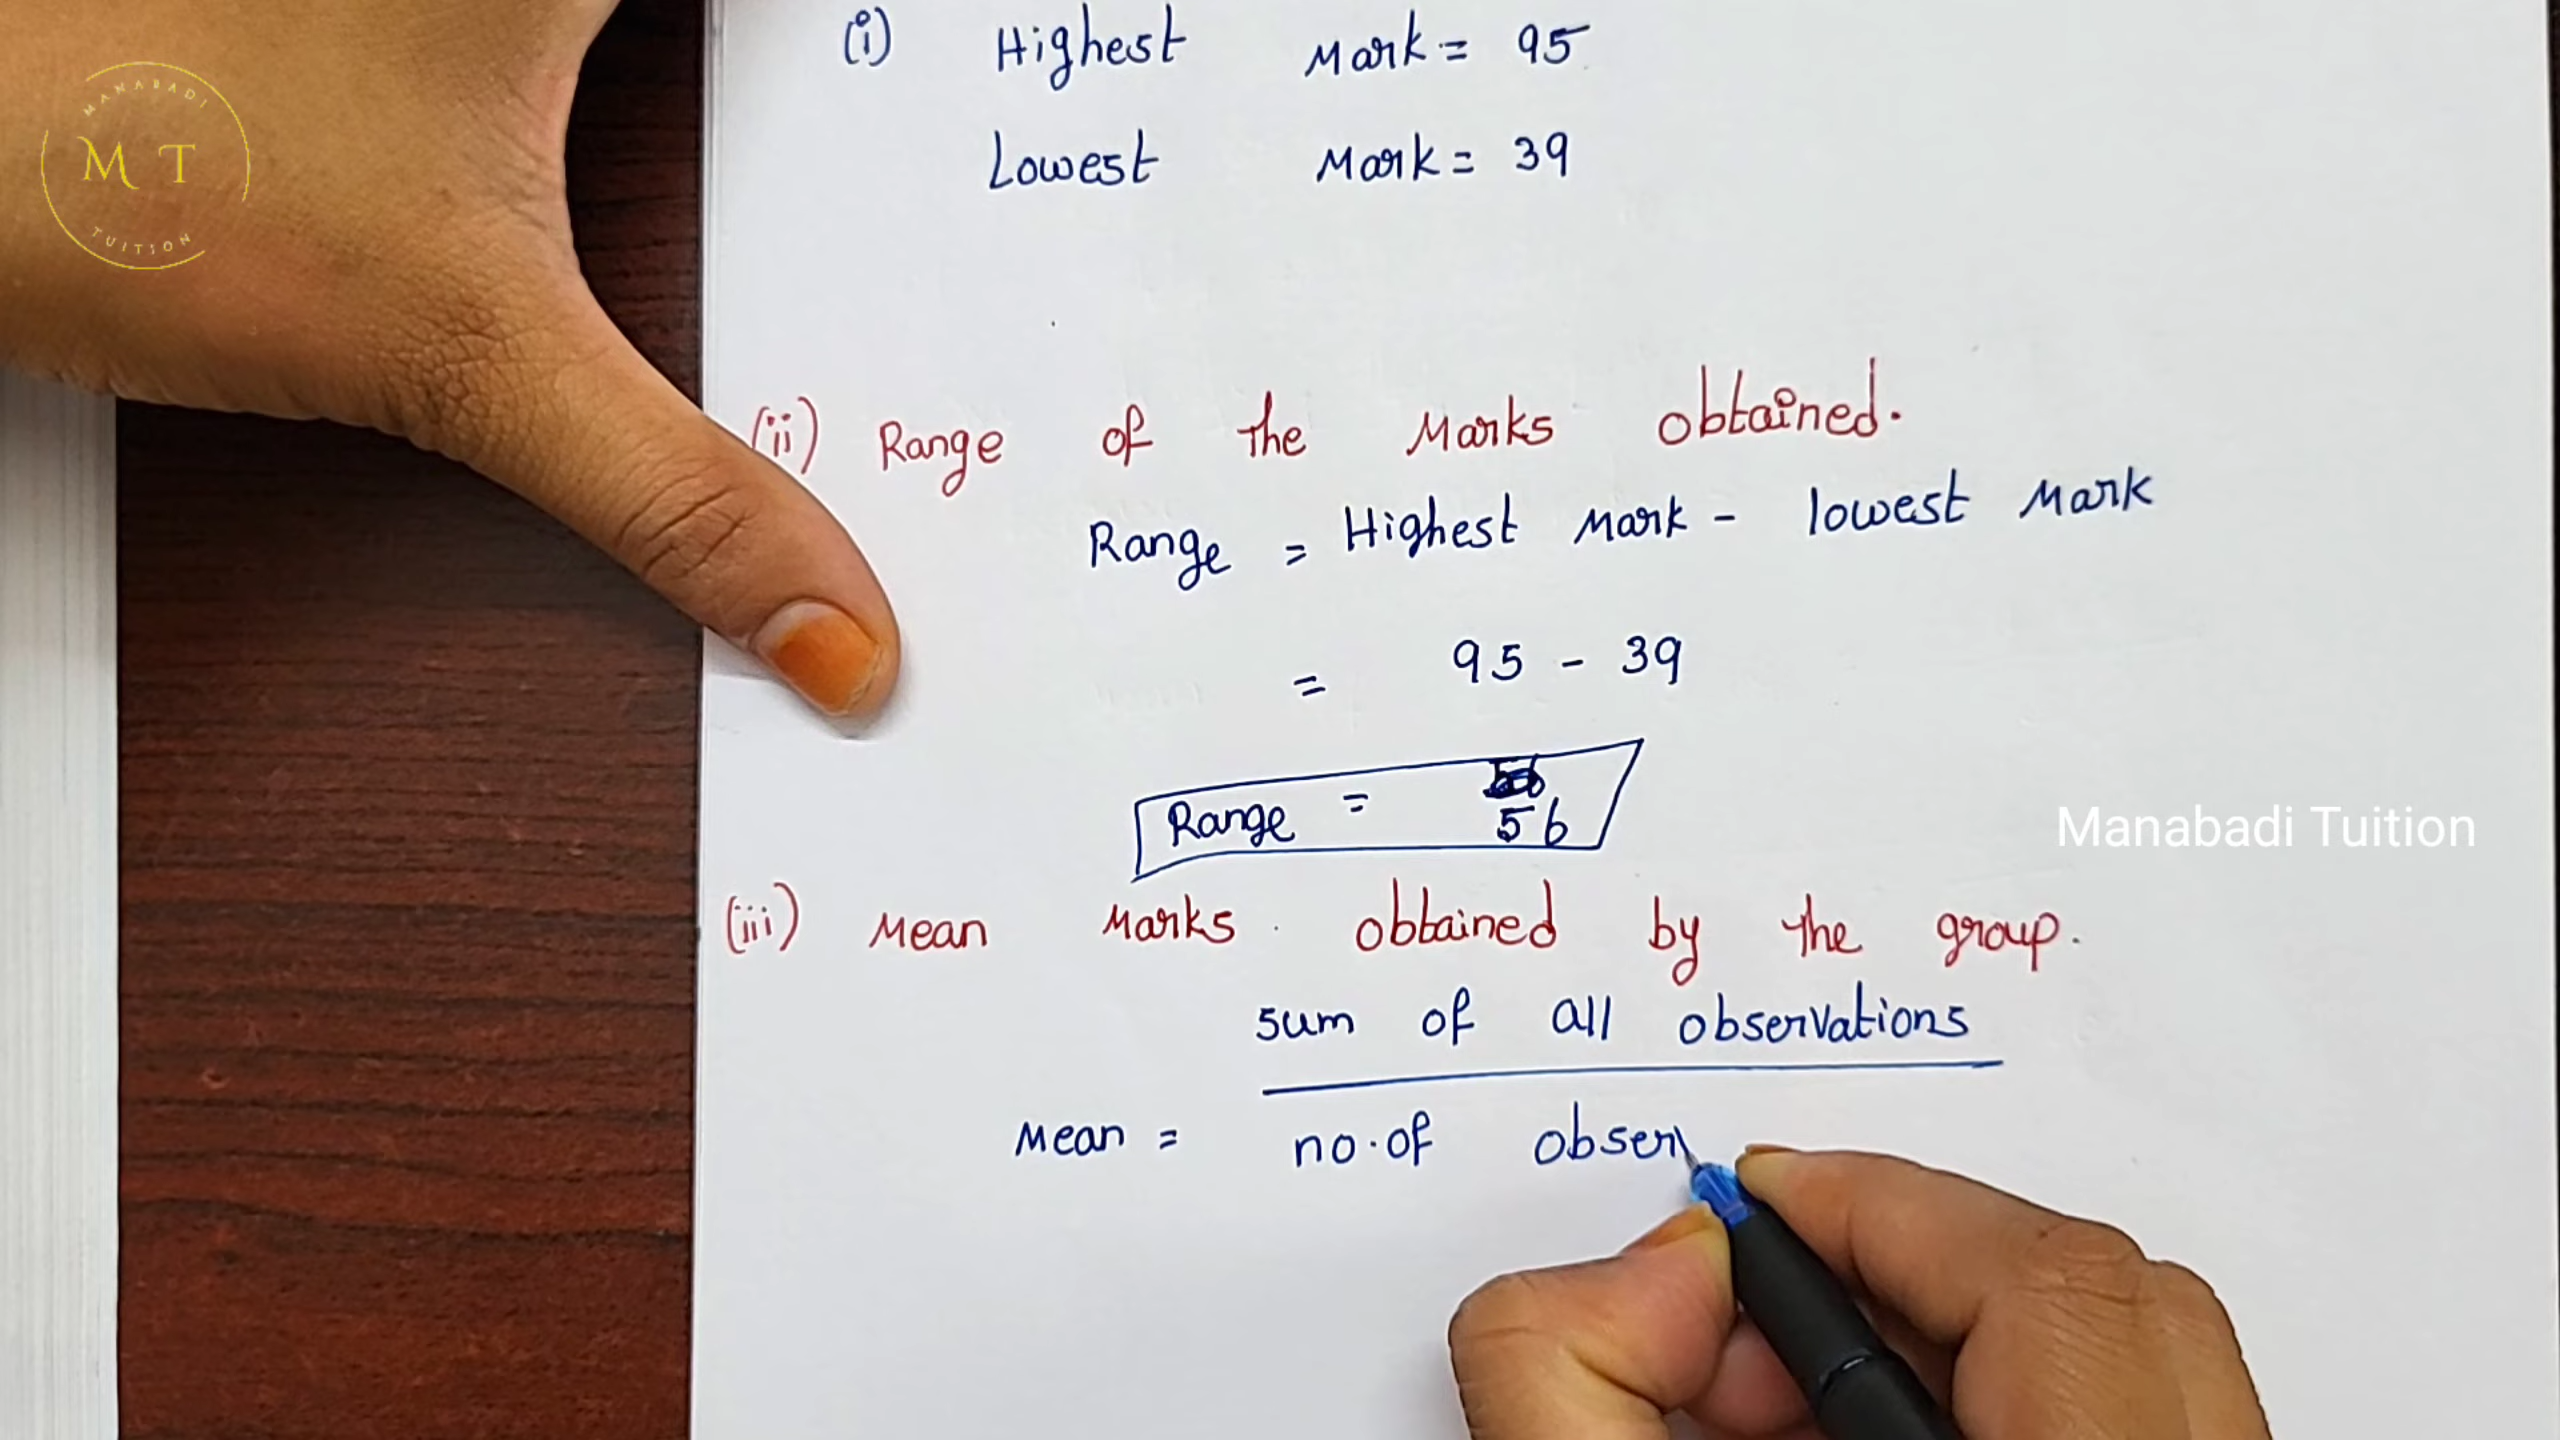 MANABADI
M T
TUITION
(i) Highest Mark = 95
Lowest Mark = 39
(ii) Range of the Marks obtained.
Range = Highest Mark - lowest Mark
= 95 - 39
Range = 56
Manabadi Tuition
(iii) Mean Marks obtained by the group.
sum of all observations
Mean = no.of observ